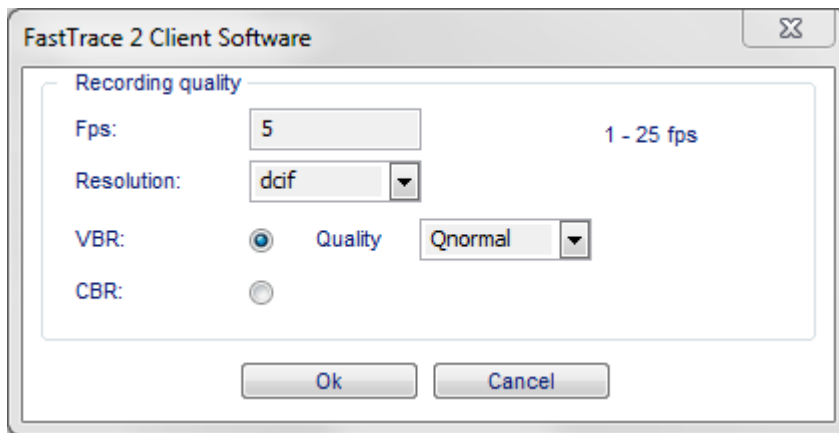 FastTrace 2 Client Software
Recording quality
Fps: 5 1 - 25 fps
Resolution: dcif
VBR: Quality Qnormal
CBR:
Ok Cancel